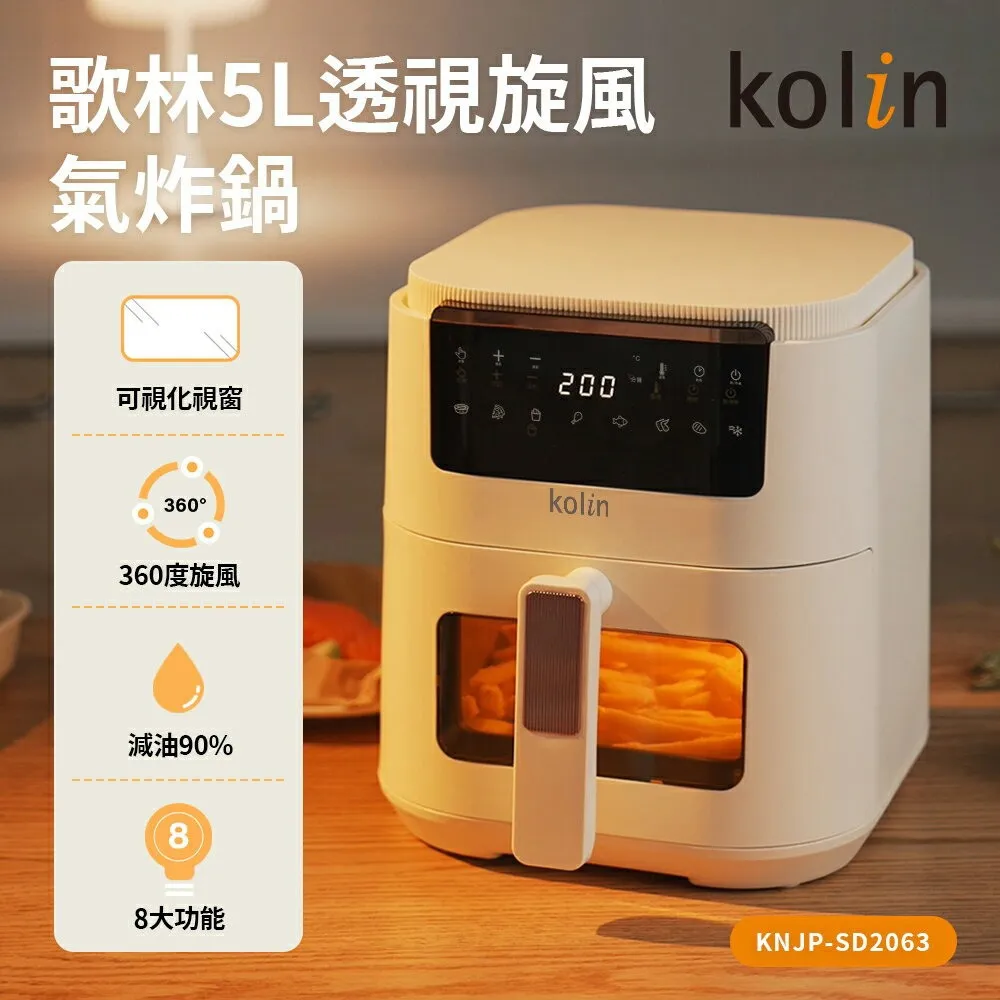 歌林5L透視旋風
氣炸鍋
kolin
可視化視窗
360°
360度旋風
減油90%
8
8大功能
°C
200
kolin
KNJP-SD2063